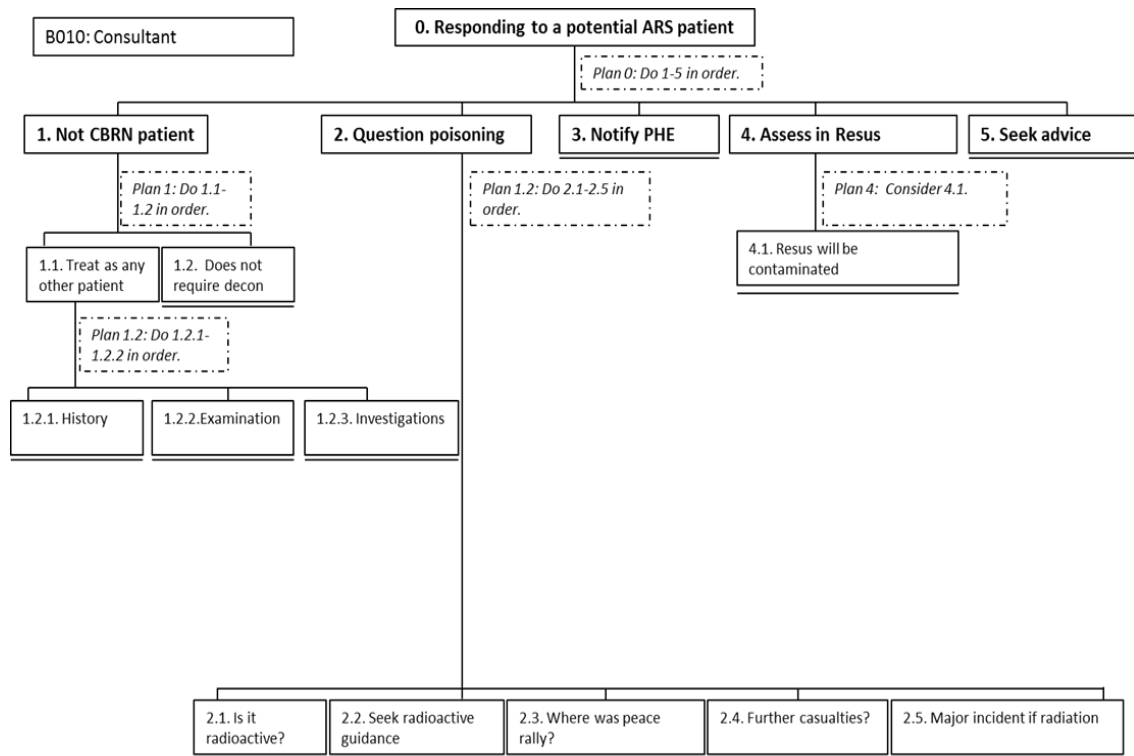 B010: Consultant
0. Responding to a potential ARS patient
Plan 0: Do 1-5 in order.
1. Not CBRN patient
2. Question poisoning
3. Notify PHE
4. Assess in Resus
5. Seek advice
Plan 1: Do 1.1-
1.2 in order.
Plan 1.2: Do 2.1-2.5 in
order.
Plan 4:  Consider 4.1.
1.1. Treat as any
other patient
1.2.  Does not
require decon
4.1. Resus will be
contaminated
Plan 1.2: Do 1.2.1-
1.2.2 in order.
1.2.1. History
1.2.2.Examination
1.2.3. Investigations
2.1. Is it
radioactive?
2.2. Seek radioactive
guidance
2.3. Where was peace
rally?
2.4. Further casualties?
2.5. Major incident if radiation